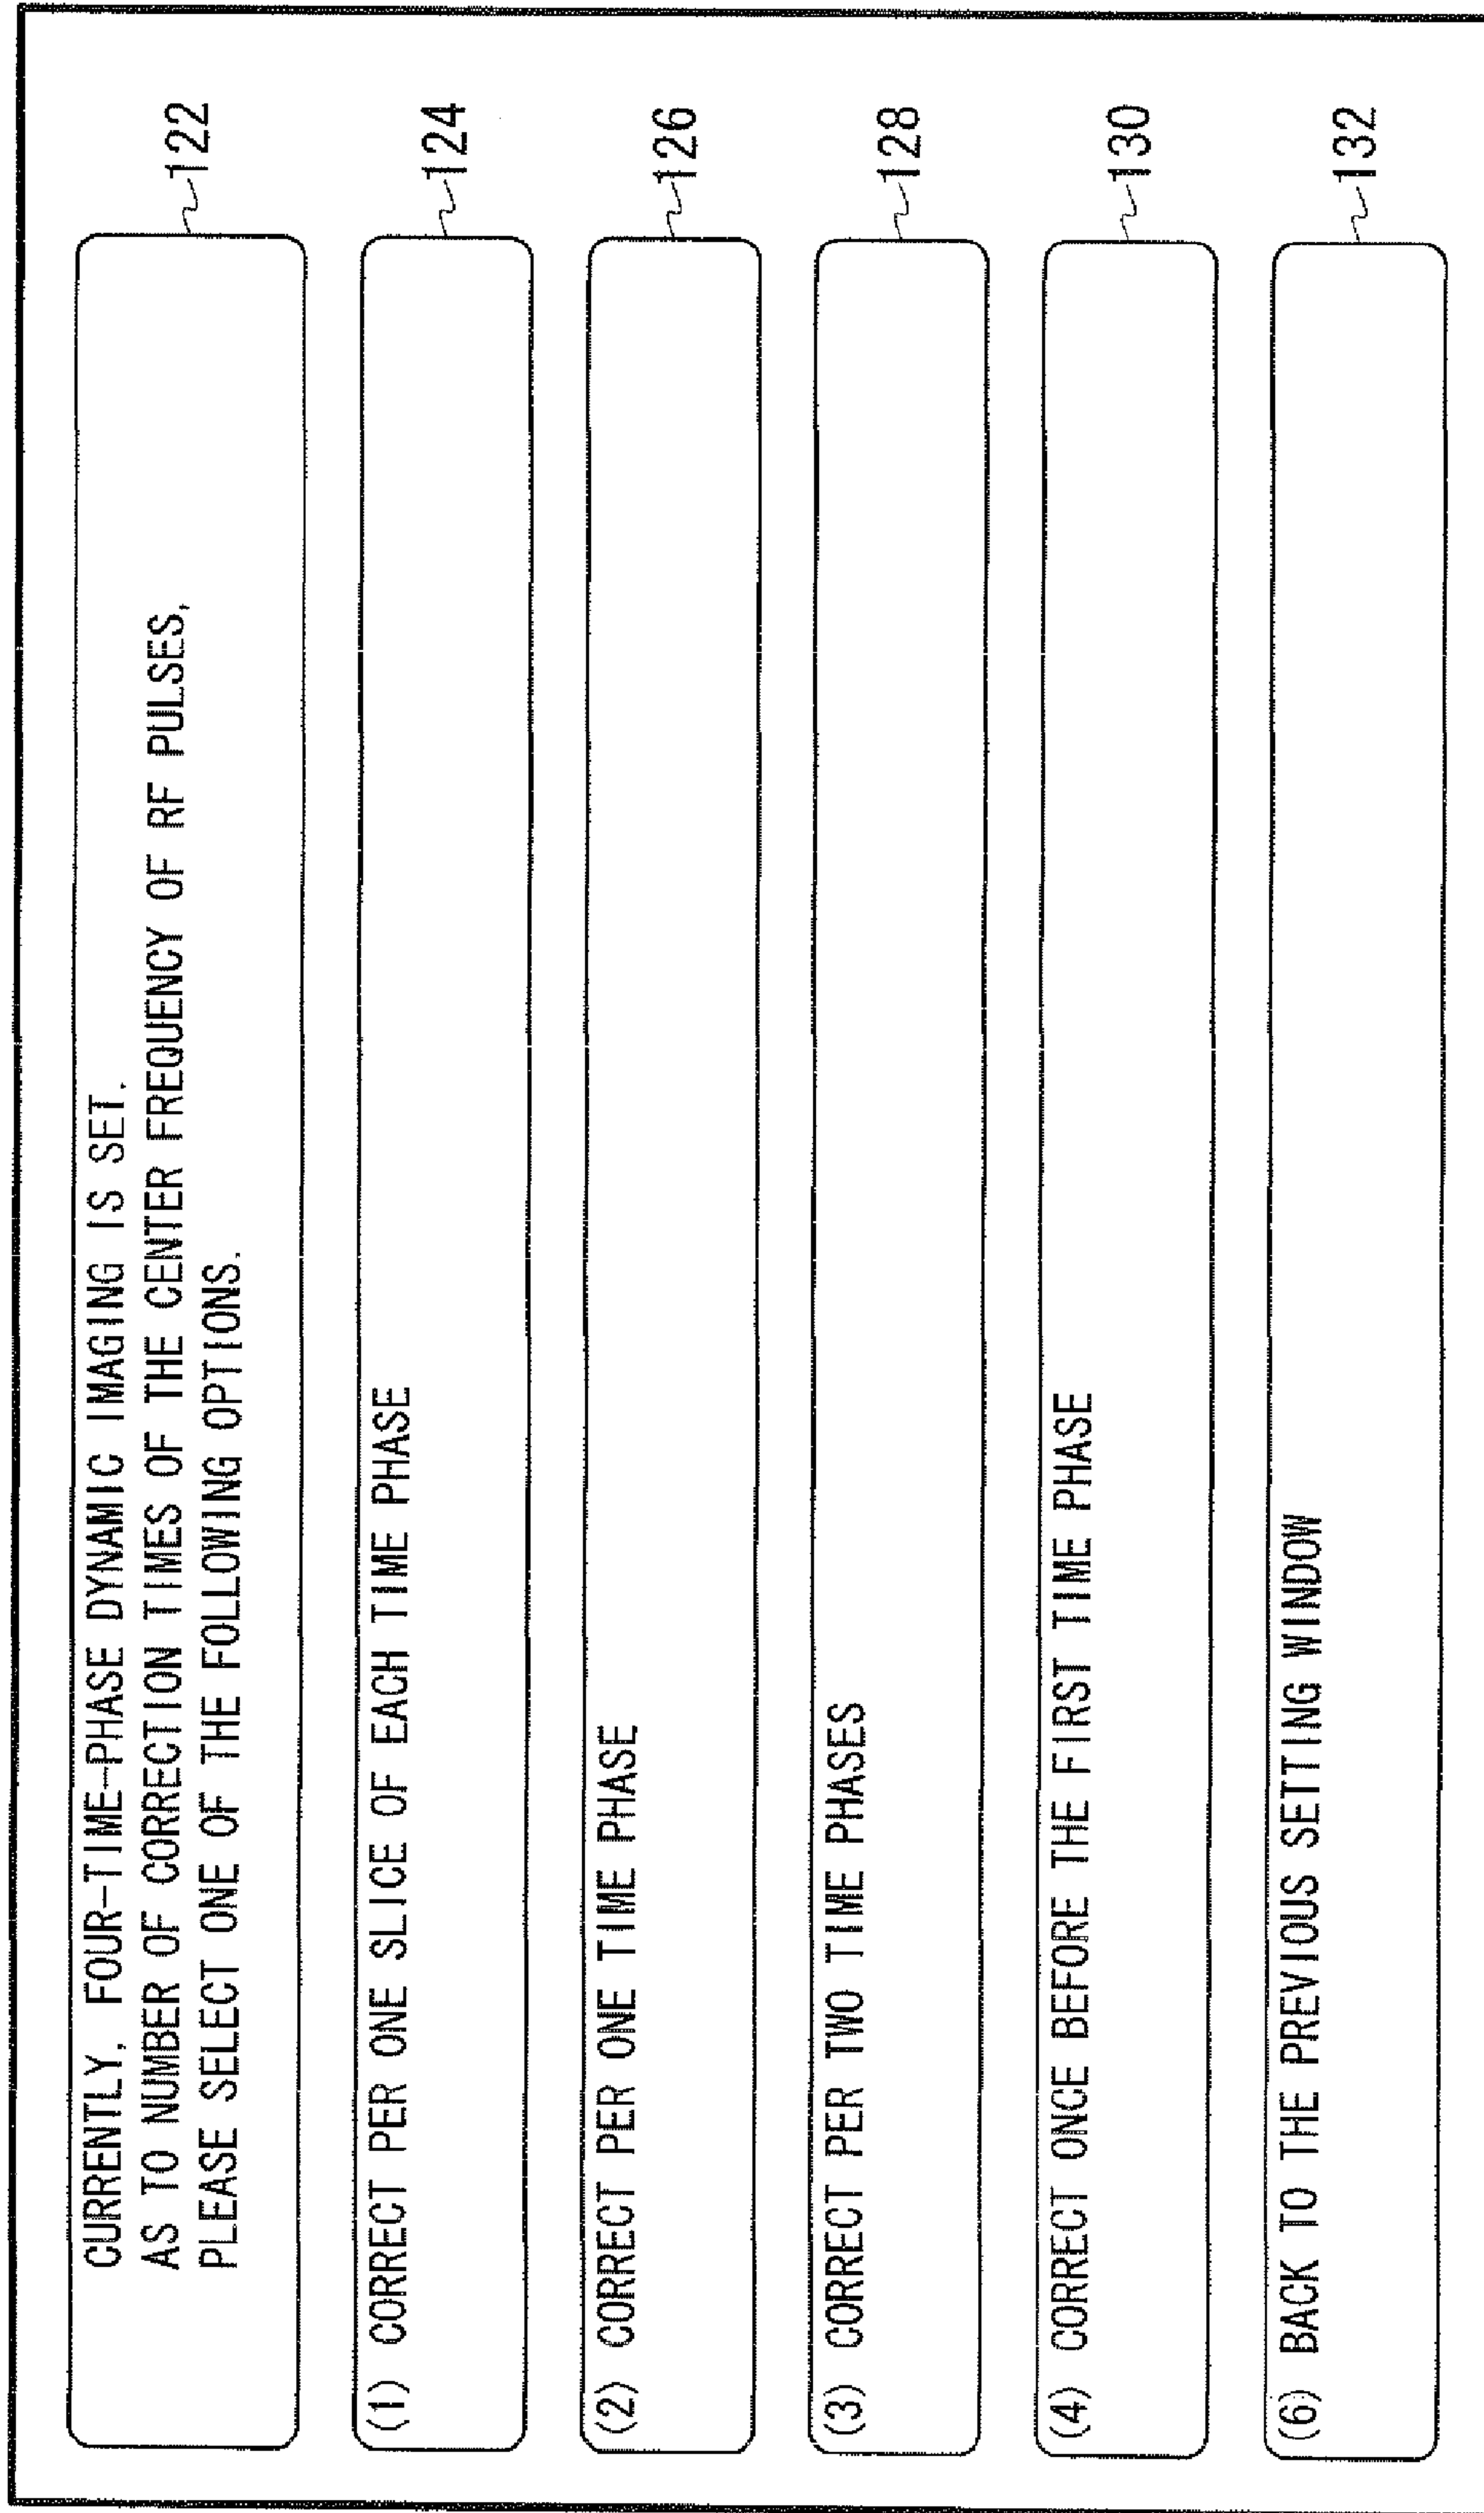 CURRENTLY, FOUR-TIME-PHASE DYNAMIC IMAGING IS SET.
AS TO NUMBER OF CORRECTION TIMES OF THE CENTER FREQUENCY OF RF PULSES,
PLEASE SELECT ONE OF THE FOLLOWING OPTIONS.
122
(1) CORRECT PER ONE SLICE OF EACH TIME PHASE
124
(2) CORRECT PER ONE TIME PHASE
126
(3) CORRECT PER TWO TIME PHASES
128
(4) CORRECT ONCE BEFORE THE FIRST TIME PHASE
130
(6) BACK TO THE PREVIOUS SETTING WINDOW
132